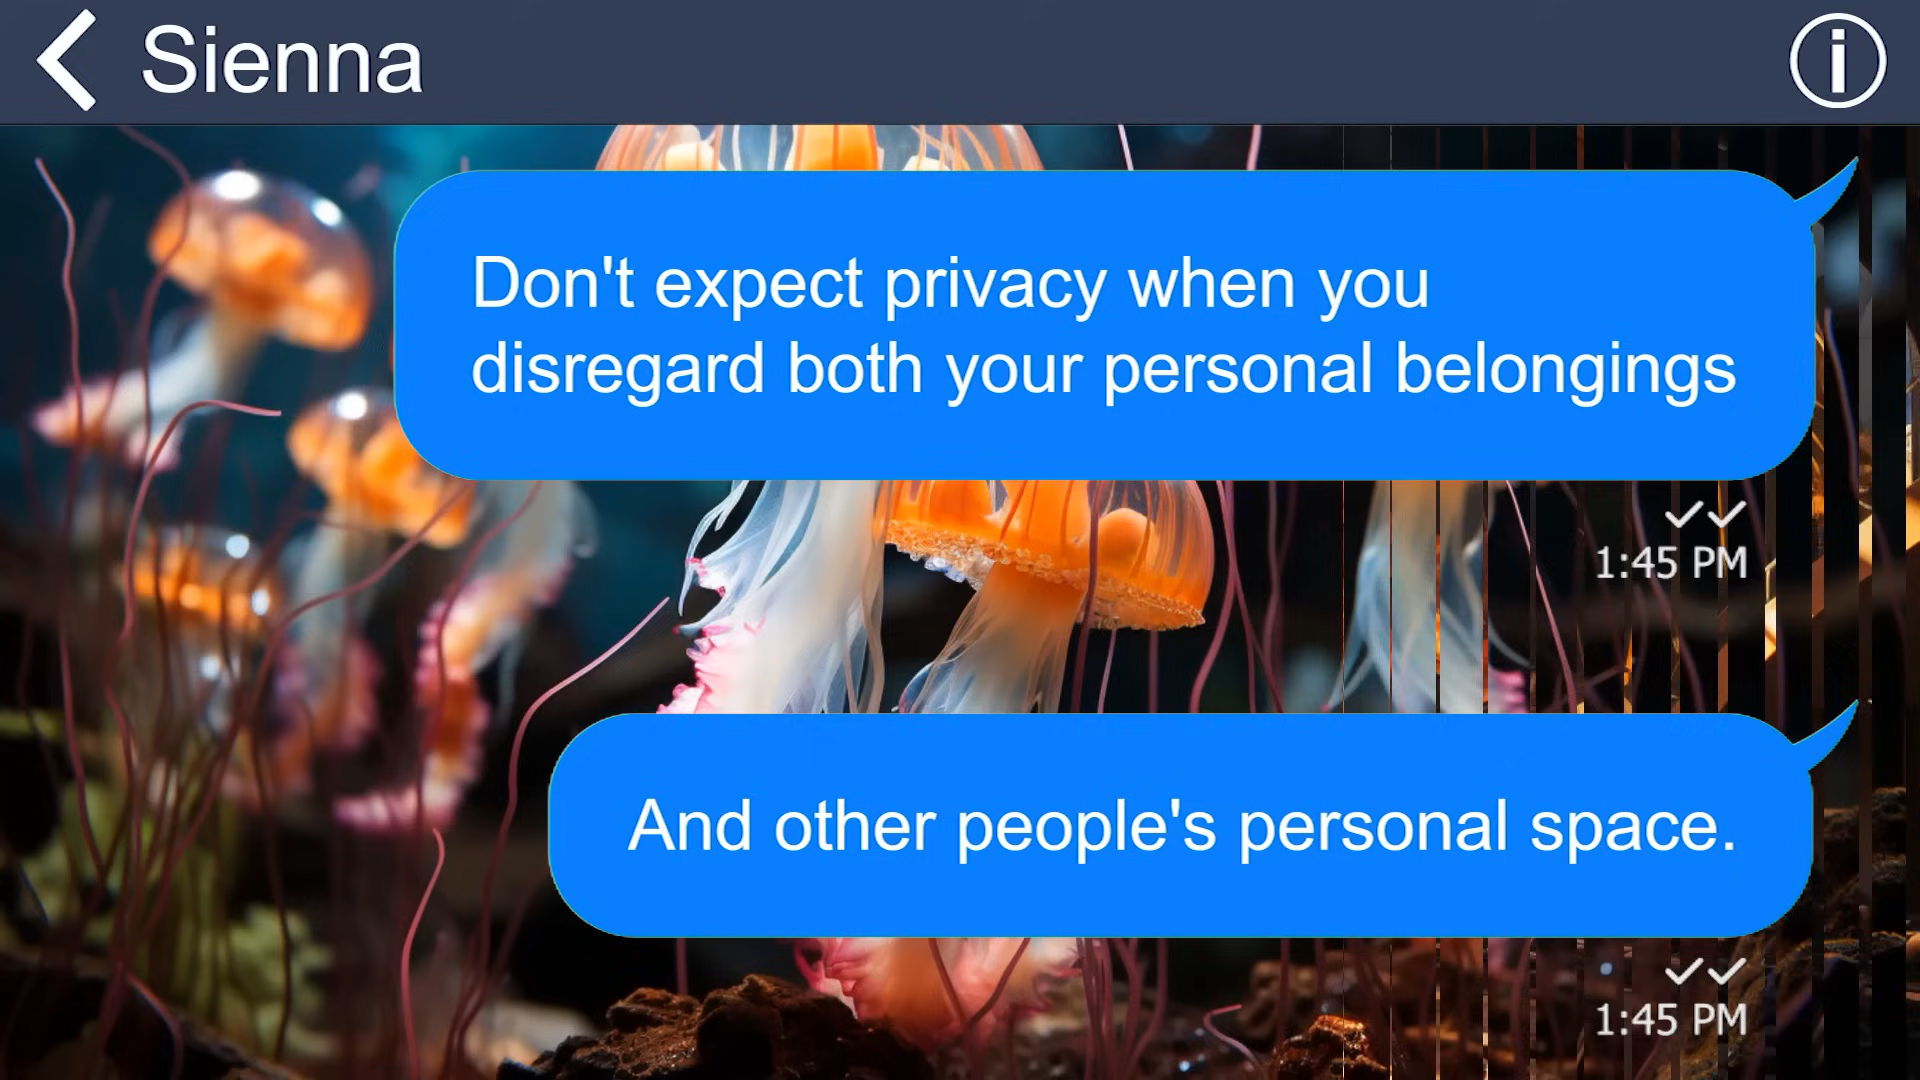 Sienna
Don't expect privacy when you
disregard both your personal belongings
1:45 PM
And other people's personal space.
1:45 PM